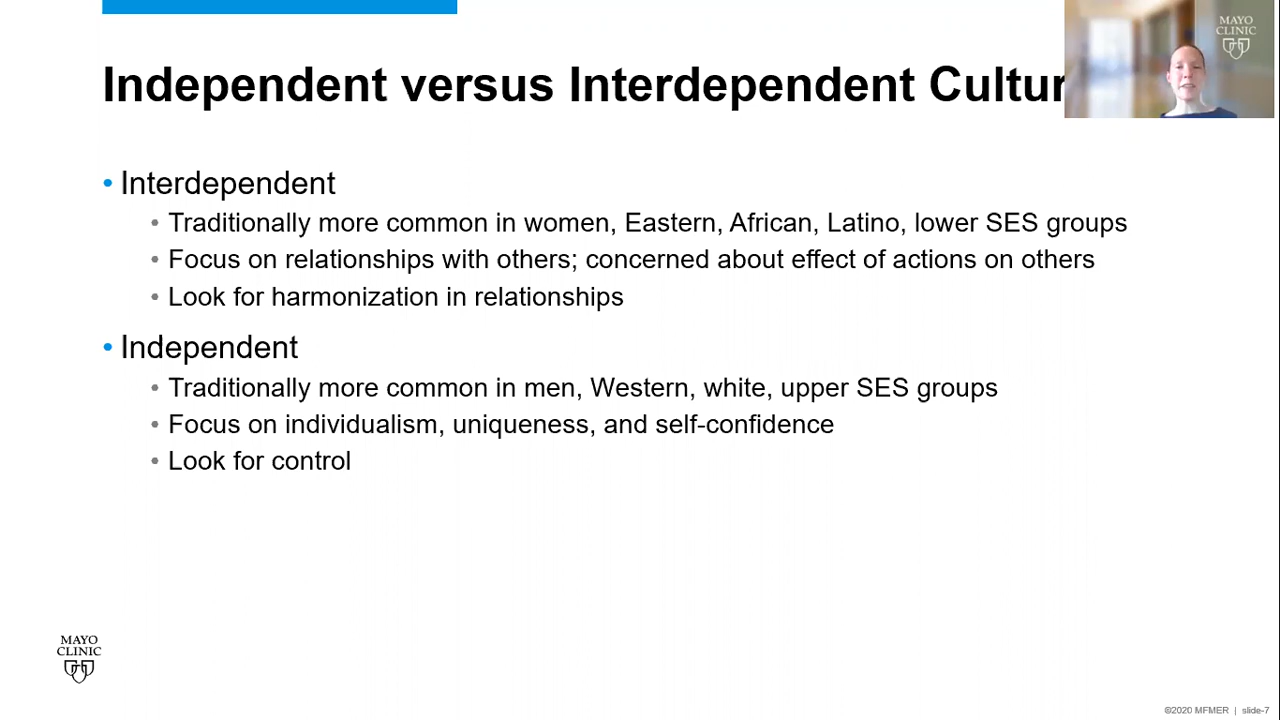 MAYO
CLINIC
Independent versus Interdependent Cultur
• Interdependent
• Traditionally more common in women, Eastern, African, Latino, lower SES groups
• Focus on relationships with others; concerned about effect of actions on others
• Look for harmonization in relationships
• Independent
• Traditionally more common in men, Western, white, upper SES groups
• Focus on individualism, uniqueness, and self-confidence
• Look for control
MAYO
CLINIC
©2020 MFMER | slide-7